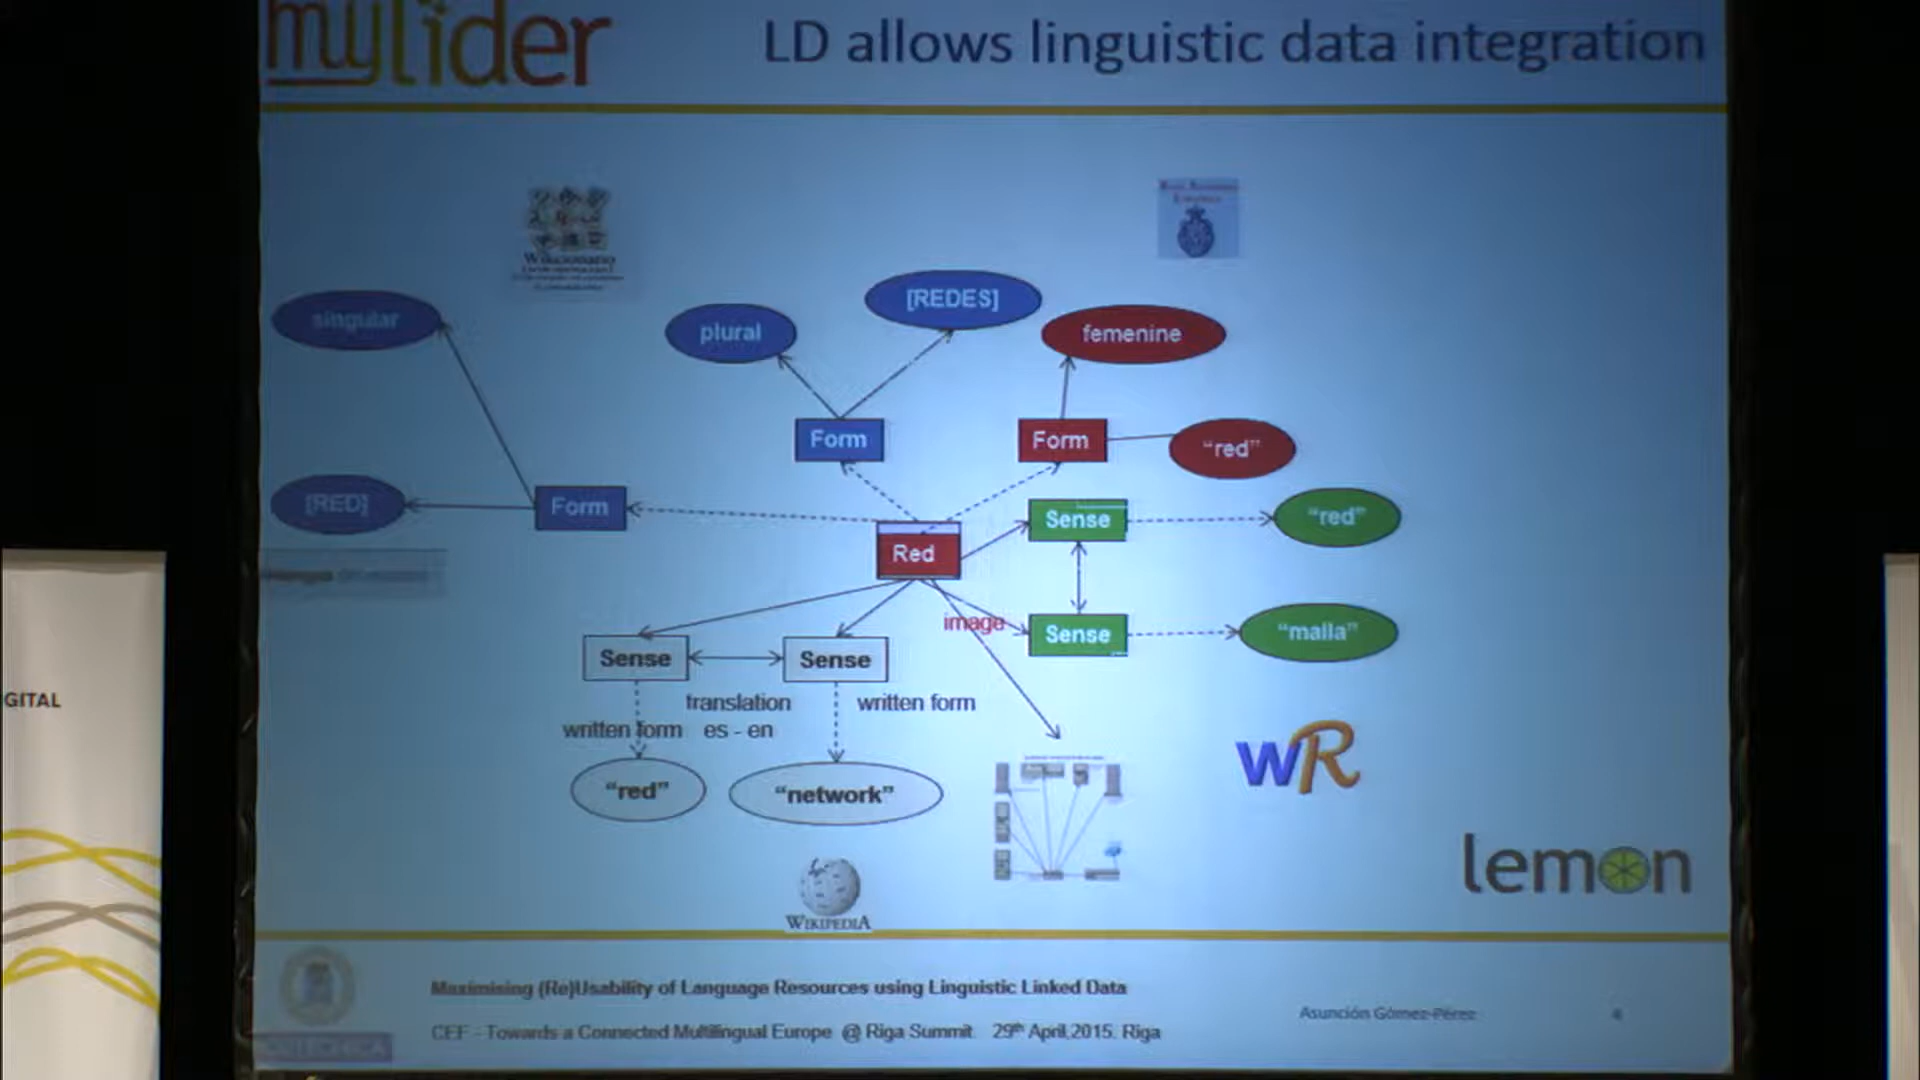 mylider
LD allows linguistic data integration
Wikcionario
singular
plural
[REDES]
femenine
Form
Form
"red"
[RED]
Form
Sense
"red"
Red
image
Sense
"malla"
Sense
Sense
translation
written form
written form
es - en
"red"
"network"
WR
lemon
WIKIPEDIA
GITAL
Maximising (Re)Usability of Language Resources using Linguistic Linked Data
Asunción Gómez-Pérez
4
CEF - Towards a Connected Multilingual Europe @ Riga Summit. 29th April,2015. Riga